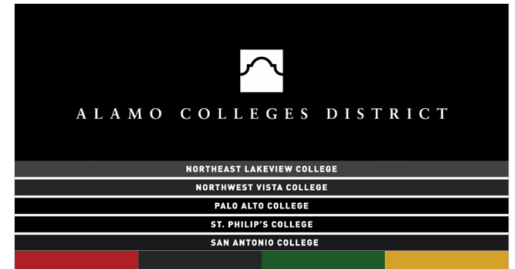 ALAMO COLLEGES DISTRICT
NORTHEAST LAKEVIEW COLLEGE
NORTHWEST VISTA COLLEGE
PALO ALTO COLLEGE
ST. PHILIP'S COLLEGE
SAN ANTONIO COLLEGE